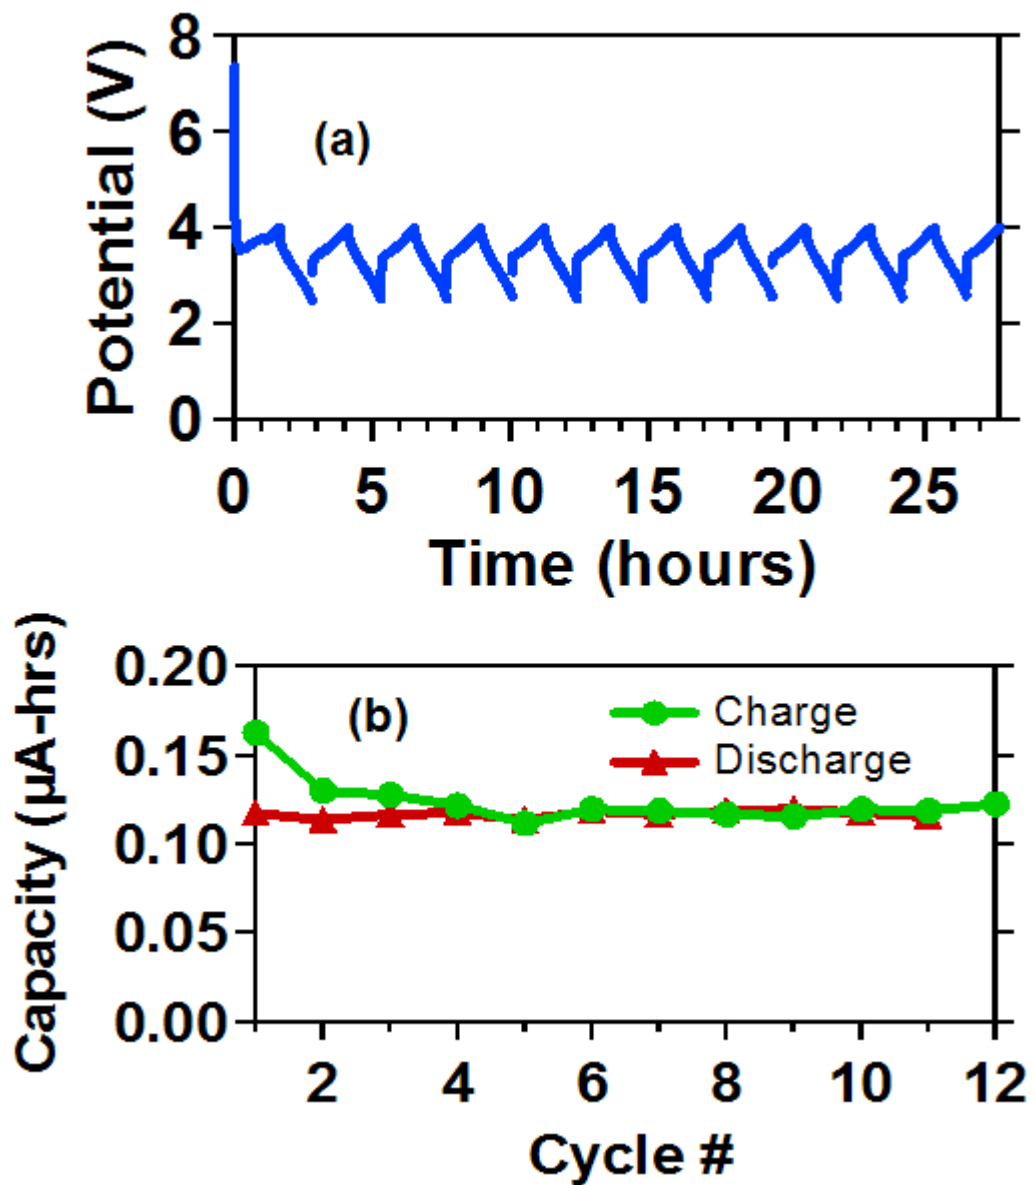 8
6
4
2
0
Potential (V)
(a)
0 5 10 15 20 25
Time (hours)
0.20
0.15
0.10
0.05
0.00
Capacity (µA-hrs)
(b)
Charge
Discharge
2 4 6 8 10 12
Cycle #